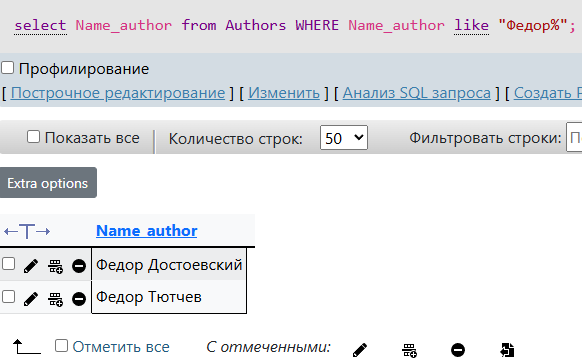 select Name_author from Authors WHERE Name_author like "Федор%";
Профилирование
[ Построчное редактирование ] [ Изменить ] [ Анализ SQL запроса ] [ Создать
Показать все Количество строк: 50 Фильтровать строки:
Extra options
←T→ Name_author
Федор Достоевский
Федор Тютчев
Отметить все С отмеченными: